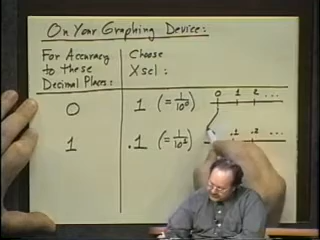 On Your Graphing Device:
For Accuracy to these Decimal Places:
Choose Xscl:
0
.1 (= 1/10⁰)
0 1 2 ...
1
.1 (= 1/10¹)
.1 .2 ...